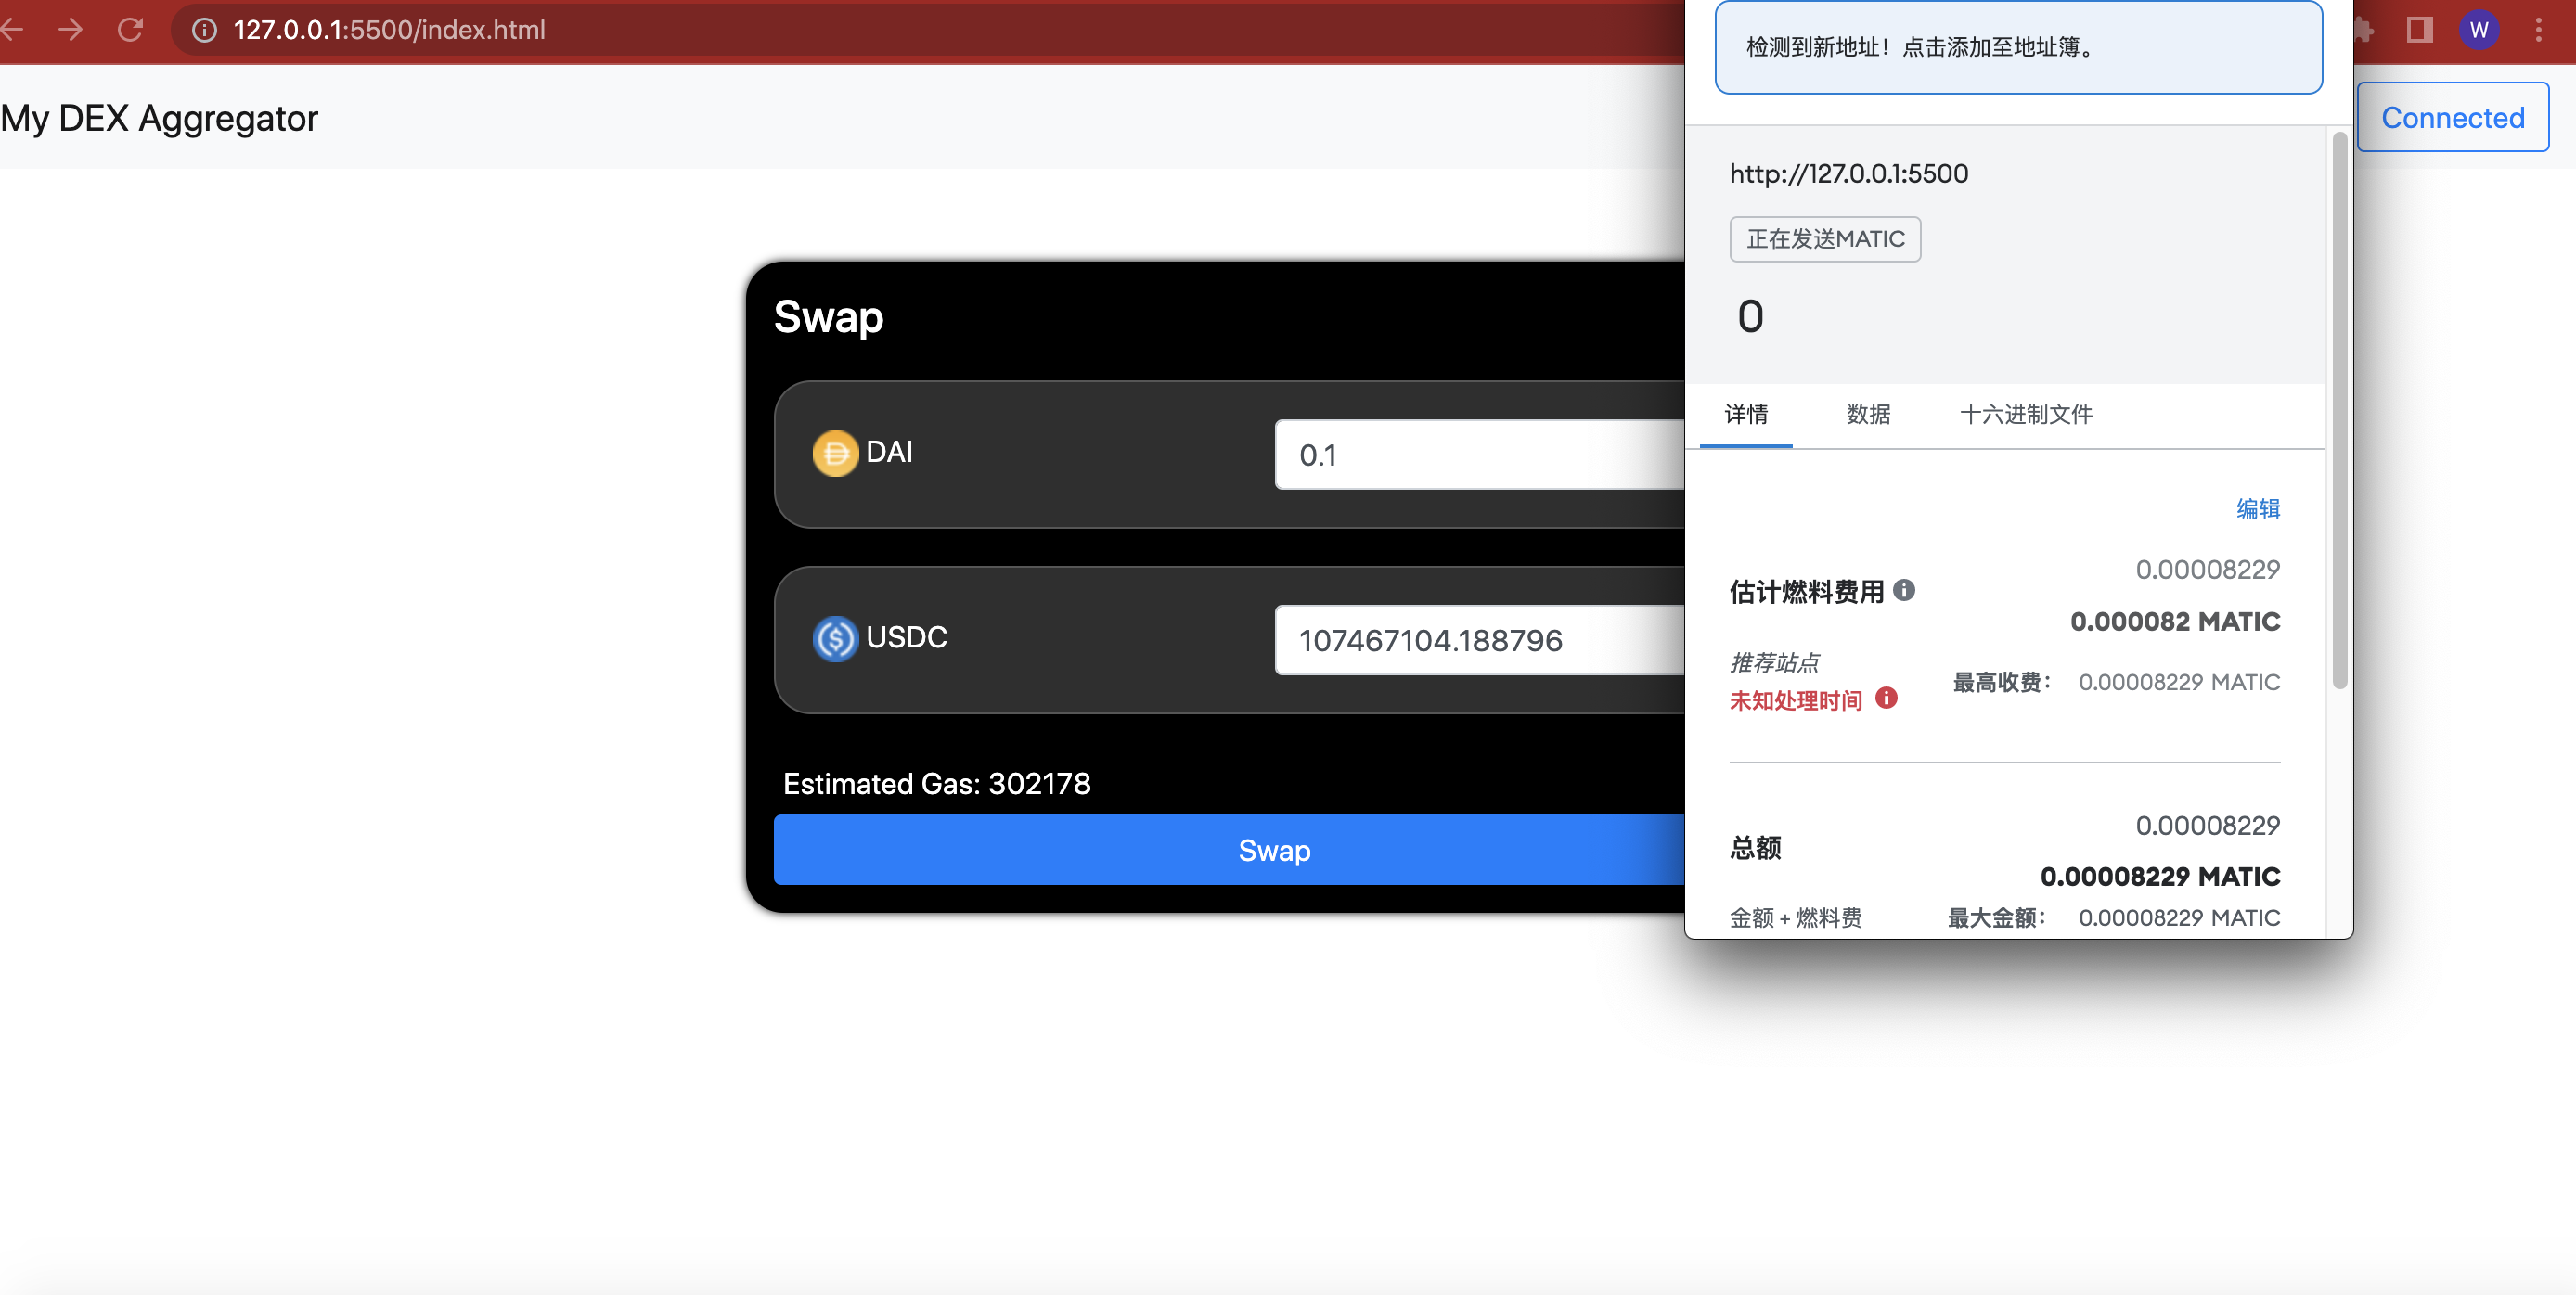 127.0.0.1:5500/index.html
W
My DEX Aggregator
Connected
Swap
DAI
0.1
USDC
107467104.188796
Estimated Gas: 302178
Swap
检测到新地址！点击添加至地址簿。
http://127.0.0.1:5500
正在发送MATIC
0
详情 数据 十六进制文件
编辑
0.00008229
估计燃料费用
0.000082 MATIC
推荐站点
未知处理时间
最高收费： 0.00008229 MATIC
0.00008229
总额
0.00008229 MATIC
金额 + 燃料费 最大金额： 0.00008229 MATIC